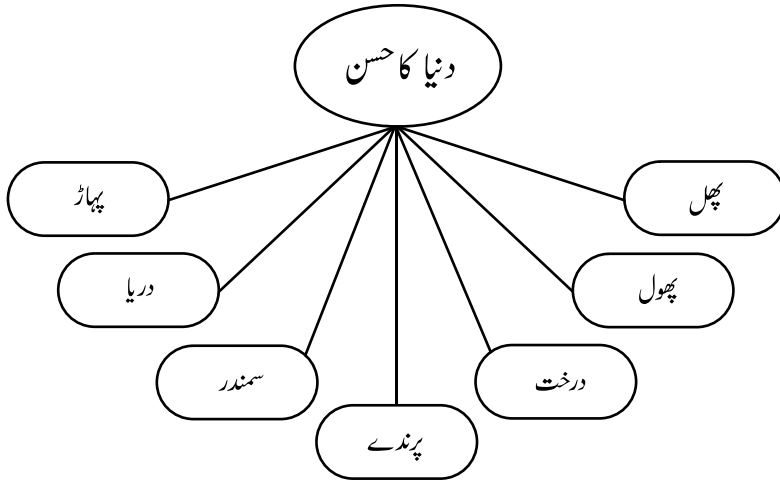 دنیا کا حسن
پھل
پھول
درخت
پرندے
سمندر
دریا
پہاڑ